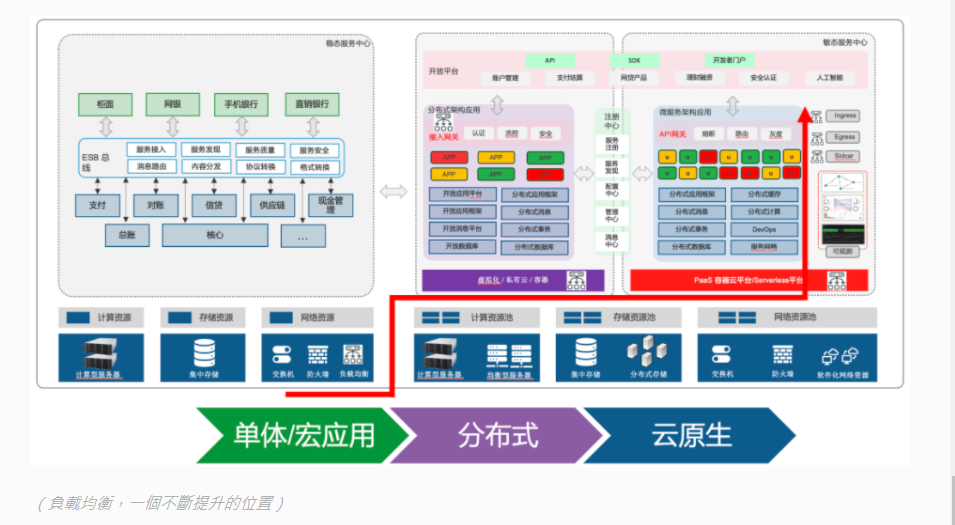 稳态服务中心
柜面
网银
手机银行
直销银行
ESB 总线
服务接入
服务发现
服务质量
服务安全
消息路由
内容分发
协议转换
格式转换
支付
对账
信贷
供应链
现金管理
总账
核心
...
敏态服务中心
API
SDK
开发者门户
开放平台
账户管理
支付结算
网贷产品
理财融资
安全认证
人工智能
分布式架构应用
接入网关
认证
流控
安全
APP
APP
APP
APP
APP
开放应用平台
分布式应用框架
开放应用框架
分布式消息
开放消息平台
分布式事务
开放数据库
分布式数据库
虚拟化 / 私有云 / 容器
注册中心
服务注册
服务发现
配置中心
管理中心
消息中心
微服务架构应用
API网关
熔断
路由
灰度
分布式应用框架
分布式缓存
分布式消息
分布式计算
分布式事务
DevOps
分布式数据库
服务网格
PaaS 容器云平台/Serverless平台
Ingress
Egress
Sidcar
可观测
计算资源
存储资源
网络资源
计算型服务器
集中存储
交换机
防火墙
负载均衡
计算资源池
存储资源池
网络资源池
计算型服务器
均衡型服务器
集中存储
分布式存储
交换机
防火墙
软件化网络资源
单体/宏应用
分布式
云原生
( 負載均衡，一個不斷提升的位置 )